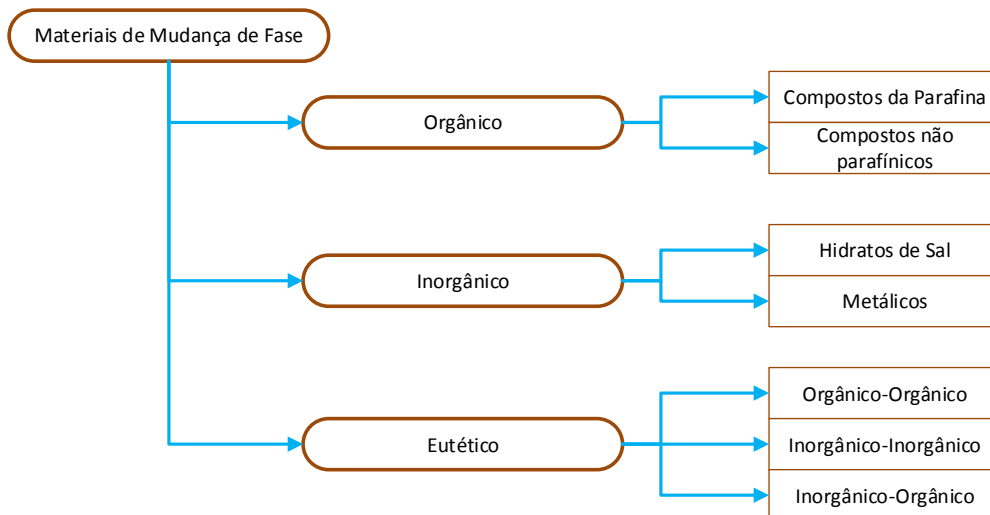 Materiais de Mudança de Fase
Orgânico
Compostos da Parafina
Compostos não
parafínicos
Inorgânico
Hidratos de Sal
Metálicos
Eutético
Orgânico-Orgânico
Inorgânico-Inorgânico
Inorgânico-Orgânico